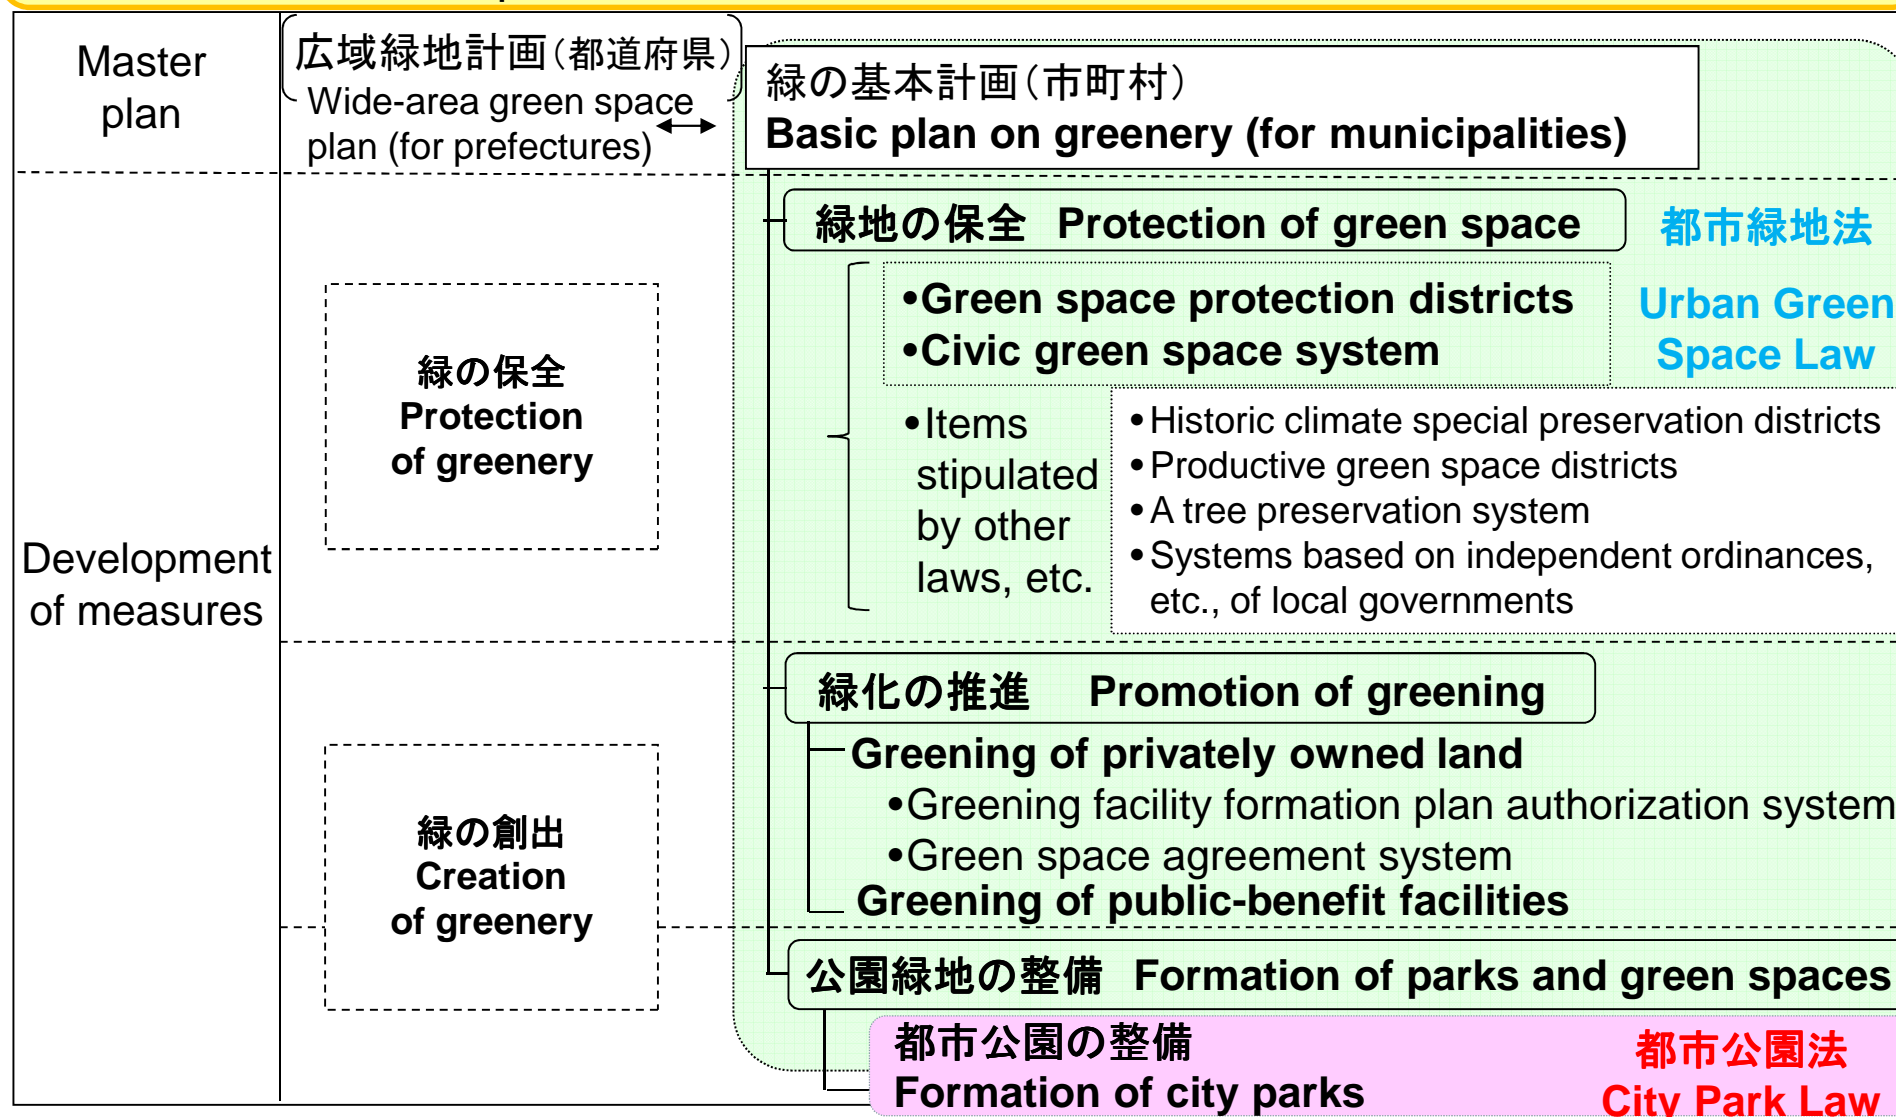 Master
plan
広域緑地計画（都道府県）
Wide-area green space
plan (for prefectures)
緑の基本計画（市町村）
Basic plan on greenery (for municipalities)
Development
of measures
緑の保全
Protection
of greenery
緑地の保全 Protection of green space
都市緑地法
Urban Green
Space Law
•Green space protection districts
•Civic green space system
•Items
stipulated
by other
laws, etc.
•Historic climate special preservation districts
•Productive green space districts
•A tree preservation system
•Systems based on independent ordinances,
etc., of local governments
緑の創出
Creation
of greenery
緑化の推進 Promotion of greening
Greening of privately owned land
•Greening facility formation plan authorization system
•Green space agreement system
Greening of public-benefit facilities
公園緑地の整備 Formation of parks and green spaces
都市公園の整備
Formation of city parks
都市公園法
City Park Law